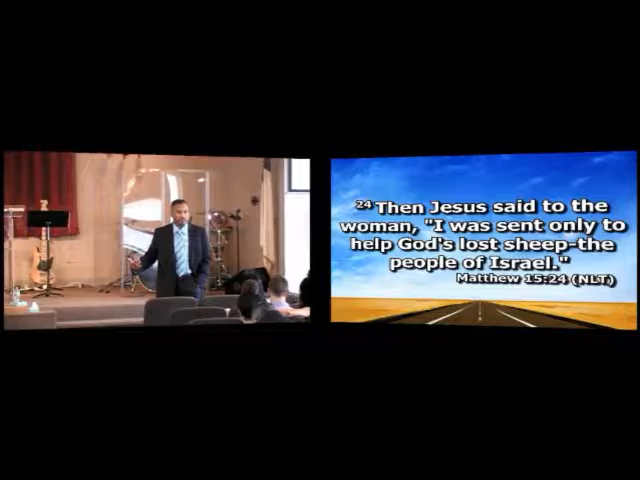 24 Then Jesus said to the
woman, "I was sent only to
help God's lost sheep-the
people of Israel."
Matthew 15:24 (NLT)